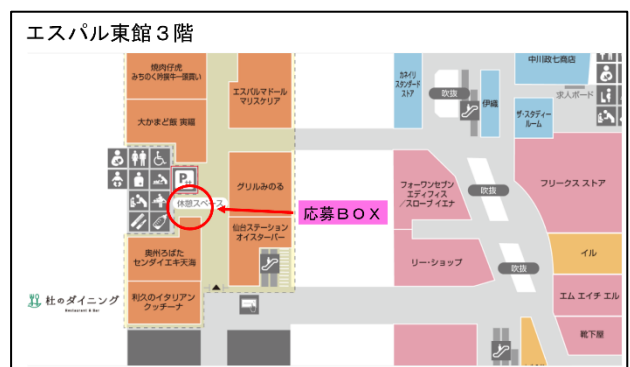 エスパル東館３階
焼肉仔虎
みちのく吟撰牛一頭買い
大かまど飯 寅福
エスパルマドール
マリスケリア
グリルみのる
休憩スペース
応募ＢＯＸ
仙台ステーション
オイスターバー
奥州ろばた
センダイエキ天海
利久のイタリアン
クッチーナ
杜のダイニング
Restaurant & Bar
カネイリ
スタンダード
ストア
吹抜
伊織
中川政七商店
求人ボード
ザ・スタディー
ルーム
フォーワンセブン
エディフィス
/スローブ イエナ
吹抜
フリークス ストア
リー・ショップ
吹抜
イル
エム エイチ エル
靴下屋